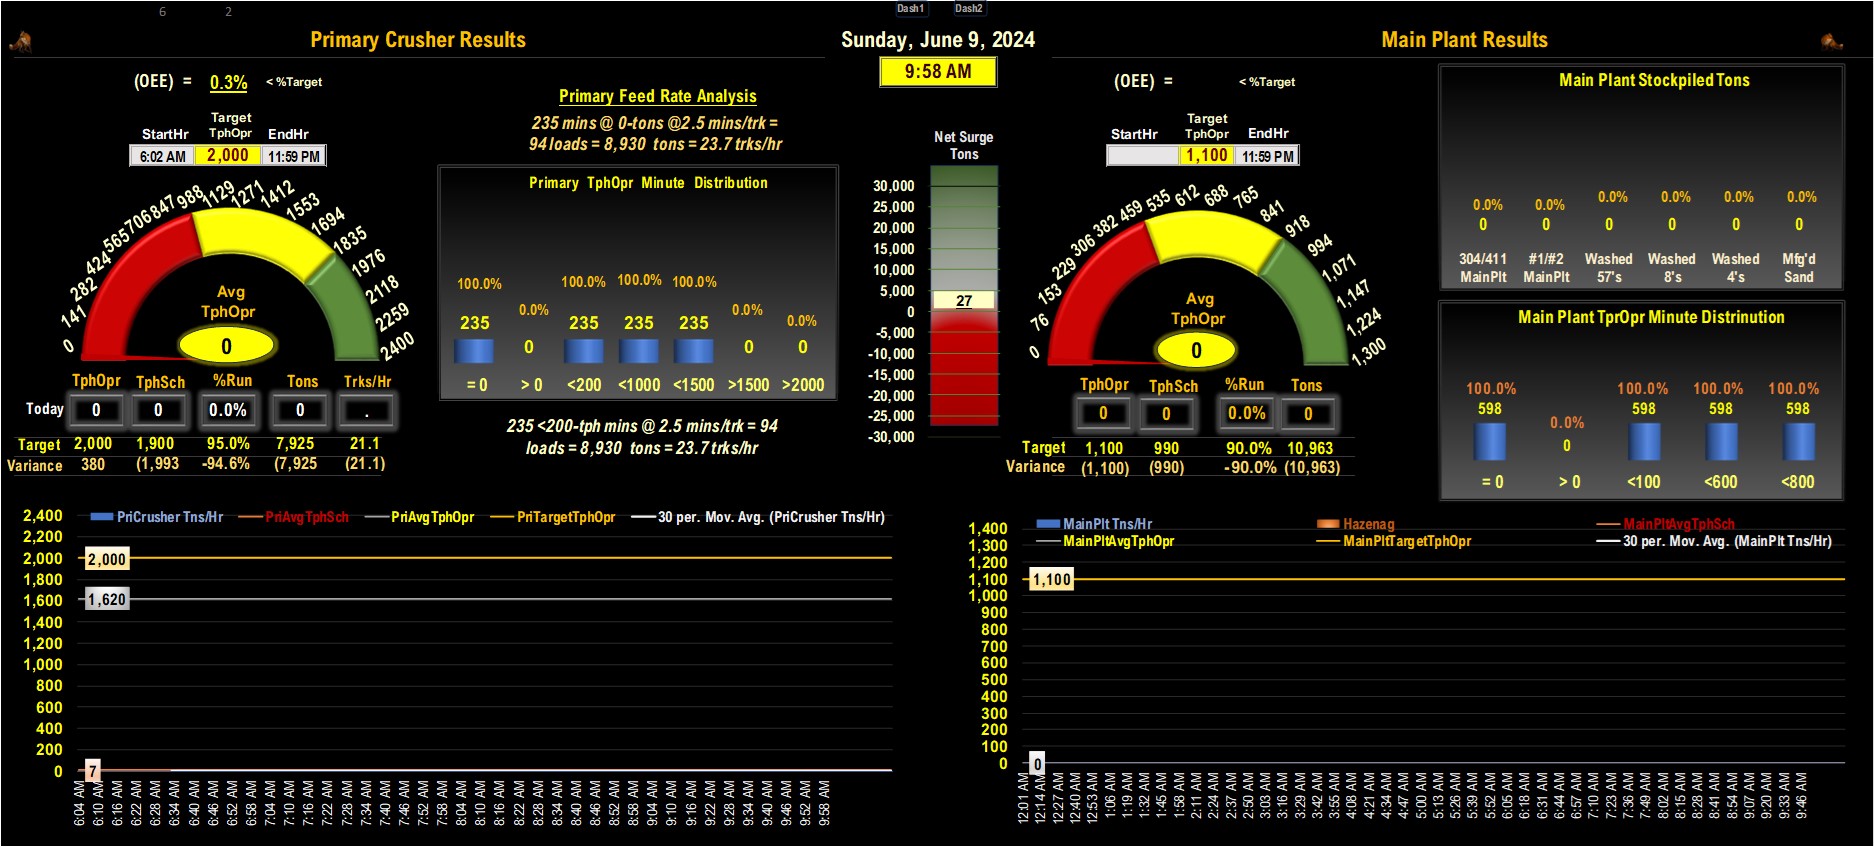 6 2
Dash1 Dash2
Primary Crusher Results
Sunday, June 9, 2024
Main Plant Results
9:58 AM
(OEE) = 0.3% < %Target
StartHr Target TphOpr EndHr
6:02 AM 2,000 11:59 PM
0 141 282 424 565 706 847 988 1129 1271 1412 1553 1694 1835 1976 2118 2259 2400
Avg
TphOpr
0
TphOpr TphSch %Run Tons Trks/Hr
Today 0 0 0.0% 0 .
Target 2,000 1,900 95.0% 7,925 21.1
Variance 380 (1,993 -94.6% (7,925 (21.1)
Primary Feed Rate Analysis
235 mins @ 0-tons @2.5 mins/trk =
94 loads = 8,930 tons = 23.7 trks/hr
Primary TphOpr Minute Distribution
100.0% 0.0% 100.0% 100.0% 100.0% 0.0% 0.0%
235 0 235 235 235 0 0
= 0 > 0 <200 <1000 <1500 >1500 >2000
235 <200-tph mins @ 2.5 mins/trk = 94
loads = 8,930 tons = 23.7 trks/hr
Net Surge
Tons
30,000
25,000
20,000
15,000
10,000
5,000
27
0
-5,000
-10,000
-15,000
-20,000
-25,000
-30,000
(OEE) = < %Target
StartHr Target TphOpr EndHr
1,100 11:59 PM
0 76 153 229 306 382 459 535 612 688 765 841 918 994 1,071 1,147 1,224 1,300
Avg
TphOpr
0
TphOpr TphSch %Run Tons
0 0 0.0% 0
Target 1,100 990 90.0% 10,963
Variance (1,100) (990) -90.0% (10,963)
Main Plant Stockpiled Tons
0.0% 0.0% 0.0% 0.0% 0.0% 0.0%
0 0 0 0 0 0
304/411 #1/#2 Washed Washed Washed Mfg'd
MainPlt MainPlt 57's 8's 4's Sand
Main Plant TprOpr Minute Distrinution
100.0% 0.0% 100.0% 100.0% 100.0%
598 0 598 598 598
= 0 > 0 <100 <600 <800
PriCrusher Tns/Hr PriAvgTphSch PriAvgTphOpr PriTargetTphOpr 30 per. Mov. Avg. (PriCrusher Tns/Hr)
2,400
2,200
2,000
1,800
1,600
1,400
1,200
1,000
800
600
400
200
0
2,000
1,620
7
6:04 AM 6:10 AM 6:16 AM 6:22 AM 6:28 AM 6:34 AM 6:40 AM 6:46 AM 6:52 AM 6:58 AM 7:04 AM 7:10 AM 7:16 AM 7:22 AM 7:28 AM 7:34 AM 7:40 AM 7:46 AM 7:52 AM 7:58 AM 8:04 AM 8:10 AM 8:16 AM 8:22 AM 8:28 AM 8:34 AM 8:40 AM 8:46 AM 8:52 AM 8:58 AM 9:04 AM 9:10 AM 9:16 AM 9:22 AM 9:28 AM 9:34 AM 9:40 AM 9:46 AM 9:52 AM 9:58 AM
MainPlt Tns/Hr Hazenag MainPltAvgTphSch
MainPltAvgTphOpr MainPltTargetTphOpr 30 per. Mov. Avg. (MainPlt Tns/Hr)
1,400
1,300
1,200
1,100
1,000
900
800
700
600
500
400
300
200
100
0
1,100
0
12:01 AM 12:14 AM 12:27 AM 12:40 AM 12:53 AM 1:06 AM 1:19 AM 1:32 AM 1:45 AM 1:58 AM 2:11 AM 2:24 AM 2:37 AM 2:50 AM 3:03 AM 3:16 AM 3:29 AM 3:42 AM 3:55 AM 4:08 AM 4:21 AM 4:34 AM 4:47 AM 5:00 AM 5:13 AM 5:26 AM 5:39 AM 5:52 AM 6:05 AM 6:18 AM 6:31 AM 6:44 AM 6:57 AM 7:10 AM 7:23 AM 7:36 AM 7:49 AM 8:02 AM 8:15 AM 8:28 AM 8:41 AM 8:54 AM 9:07 AM 9:20 AM 9:33 AM 9:46 AM